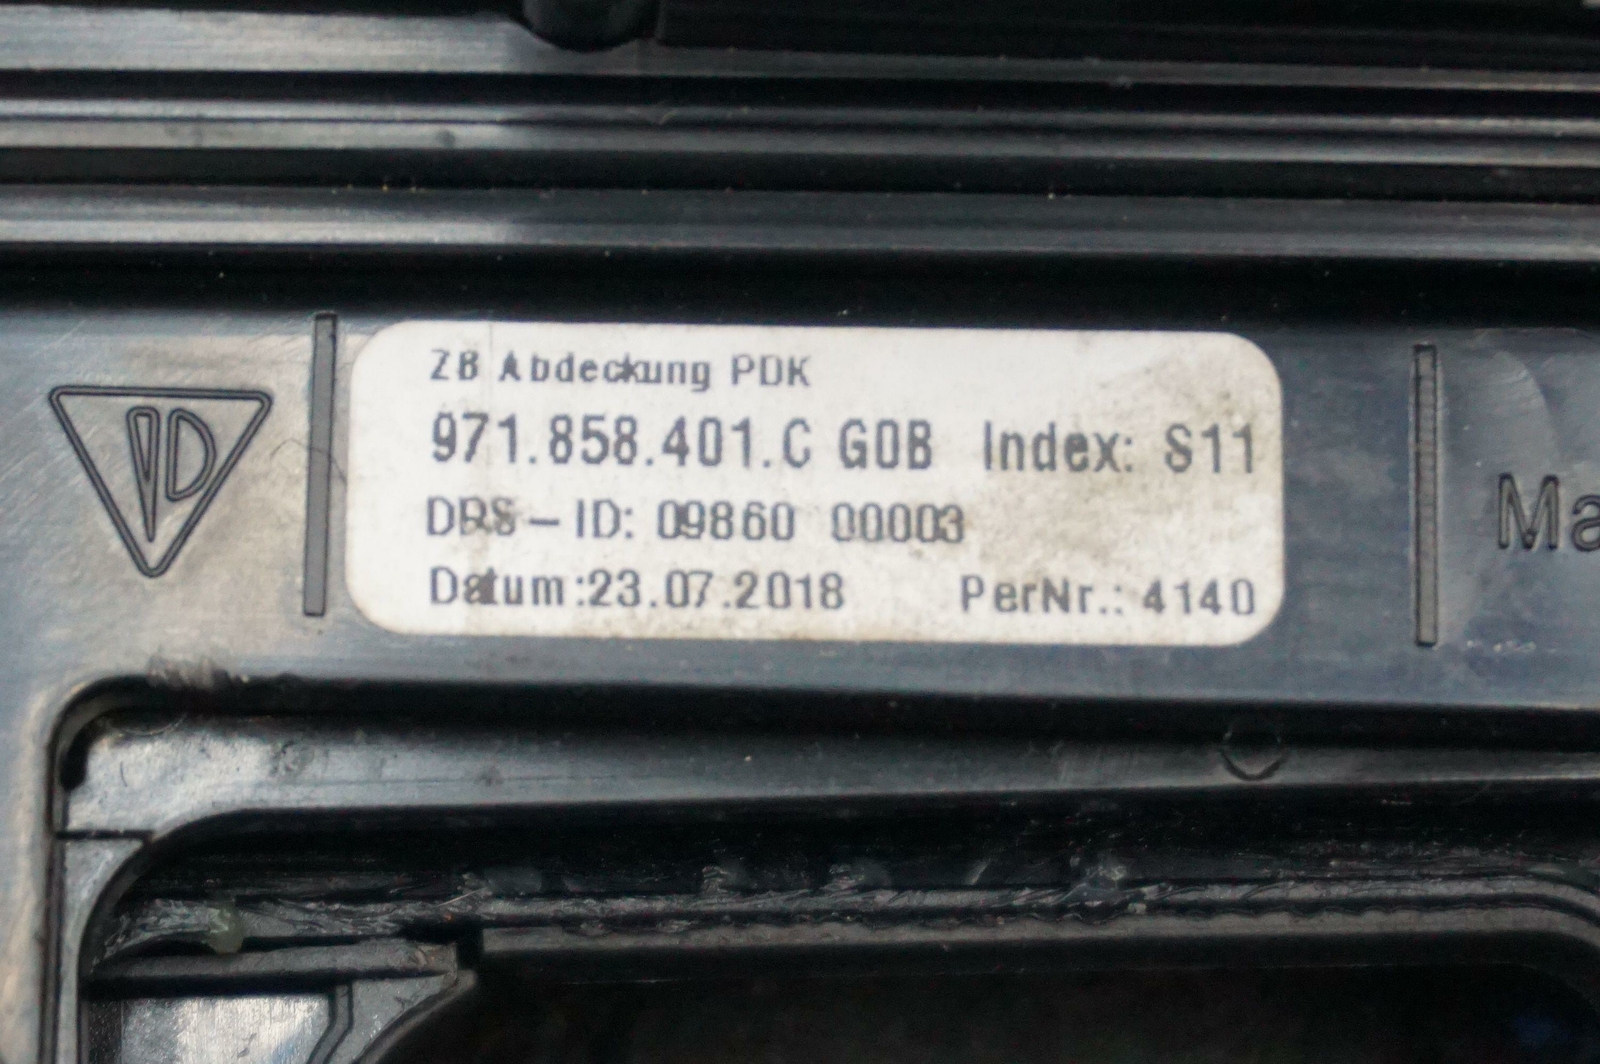 ZB Abdeckung PDK
971.858.401.C G0B Index: S11
DRS-ID: 09860 00003
Datum:23.07.2018 PerNr.: 4140